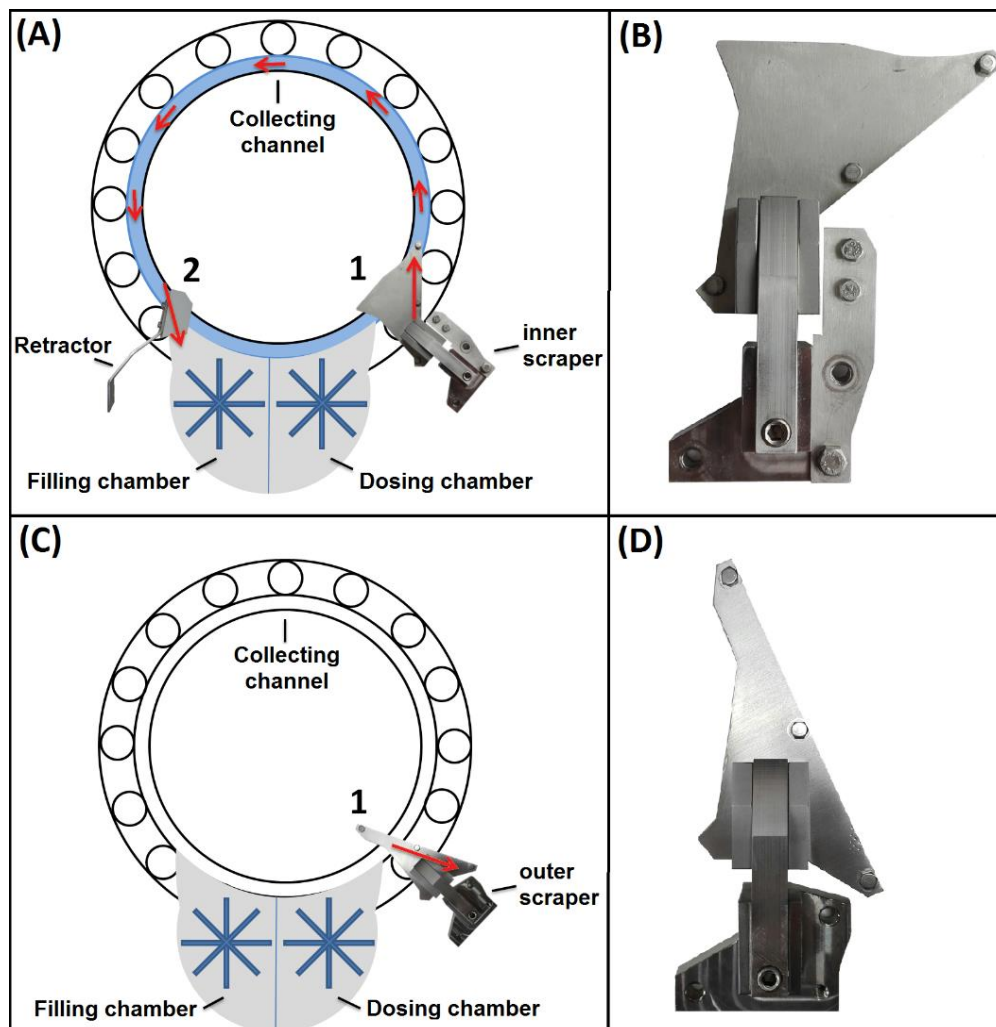 (A)
Collecting
channel
2
1
Retractor
inner
scraper
Filling chamber
Dosing chamber
(B)
(C)
Collecting
channel
1
outer
scraper
Filling chamber
Dosing chamber
(D)